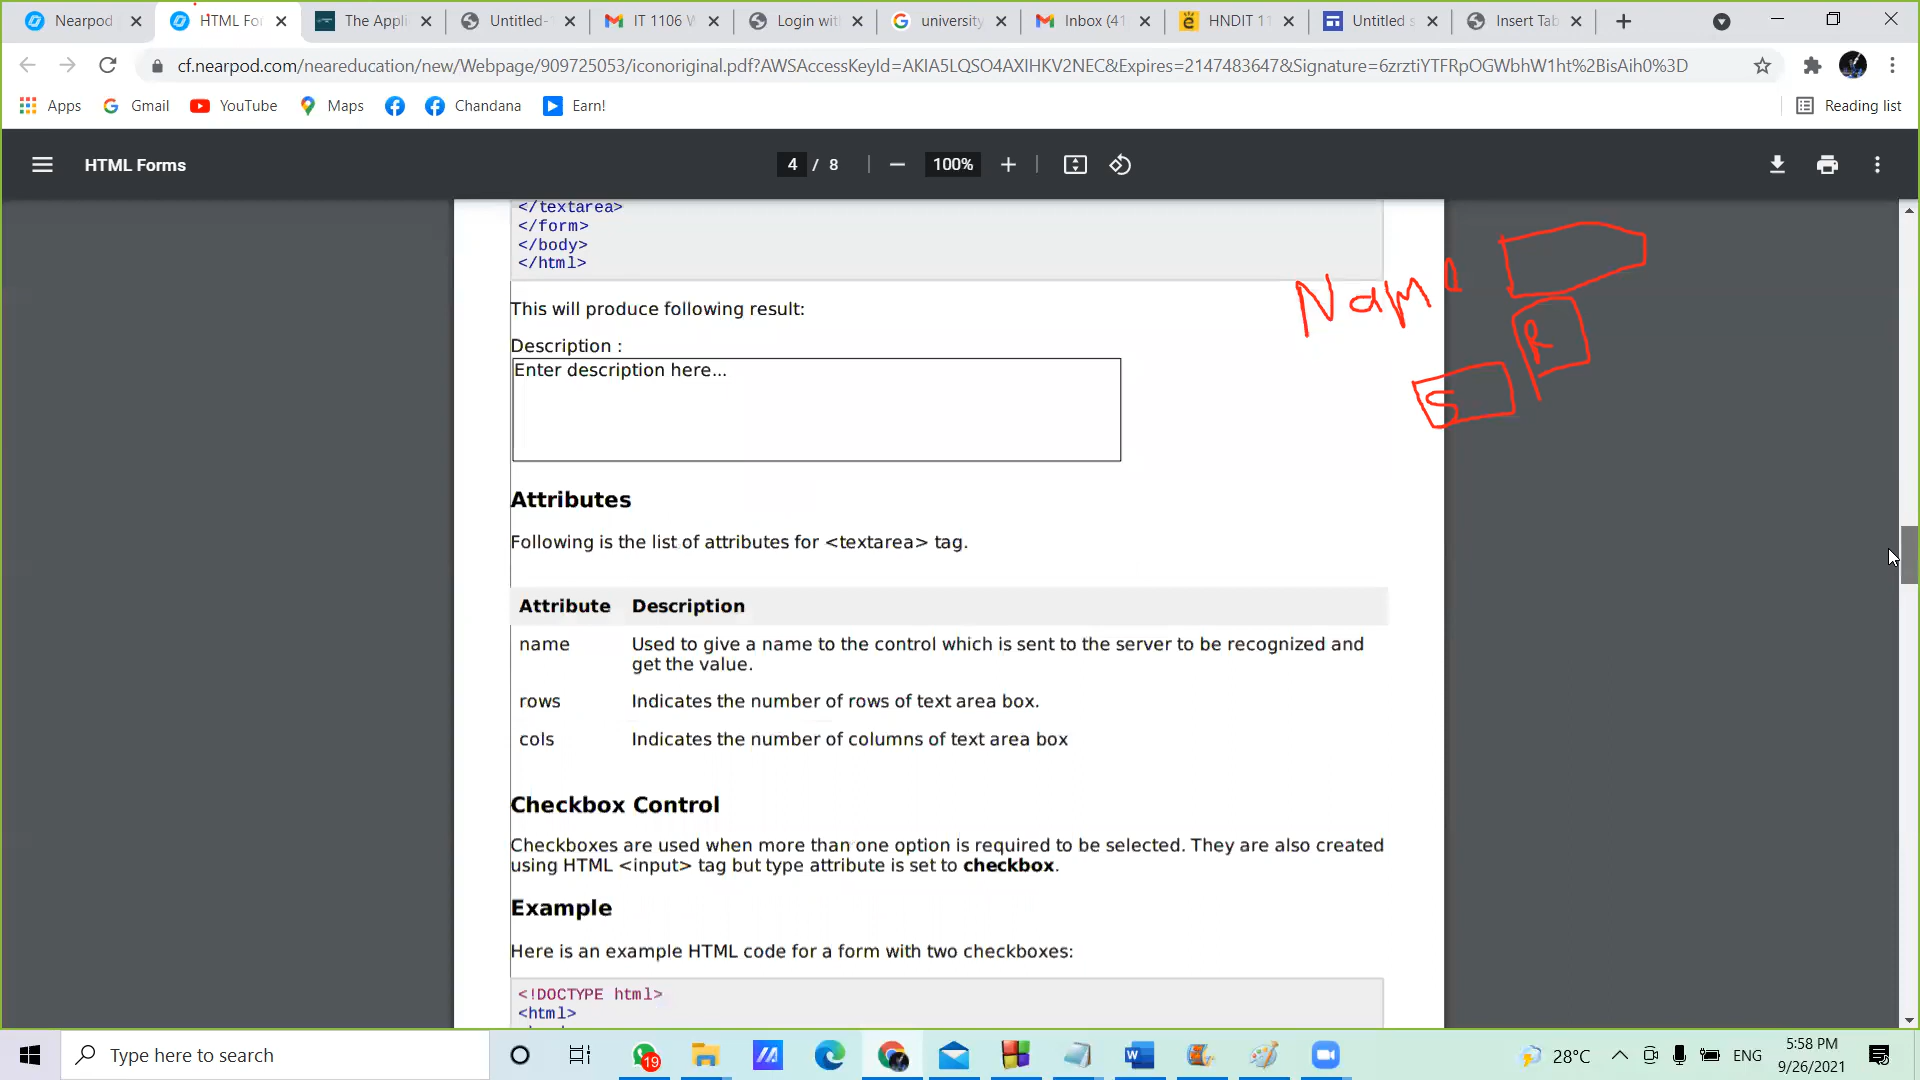 Nearpod
HTML Fo
The Appli
Untitled-
IT 1106 W
Login wit
university
Inbox (41
HNDIT 11
Untitled s
Insert Tab
cf.nearpod.com/neareducation/new/Webpage/909725053/iconoriginal.pdf?AWSAccessKeyId=AKIA5LQSO4AXIHKV2NEC&Expires=2147483647&Signature=6zrztiYTFRpOGWbhW1ht%2BisAih0%3D
Apps Gmail YouTube Maps Chandana Earn! Reading list
HTML Forms 4 / 8 100%
</textarea>
</form>
</body>
</html>
This will produce following result:
Description :
Enter description here...
R
S
Attributes
Following is the list of attributes for <textarea> tag.
Attribute Description
name Used to give a name to the control which is sent to the server to be recognized and
get the value.
rows Indicates the number of rows of text area box.
cols Indicates the number of columns of text area box
Checkbox Control
Checkboxes are used when more than one option is required to be selected. They are also created
using HTML <input> tag but type attribute is set to checkbox.
Example
Here is an example HTML code for a form with two checkboxes:
<!DOCTYPE html>
<html>
Type here to search
19
28°C ENG
5:58 PM
9/26/2021